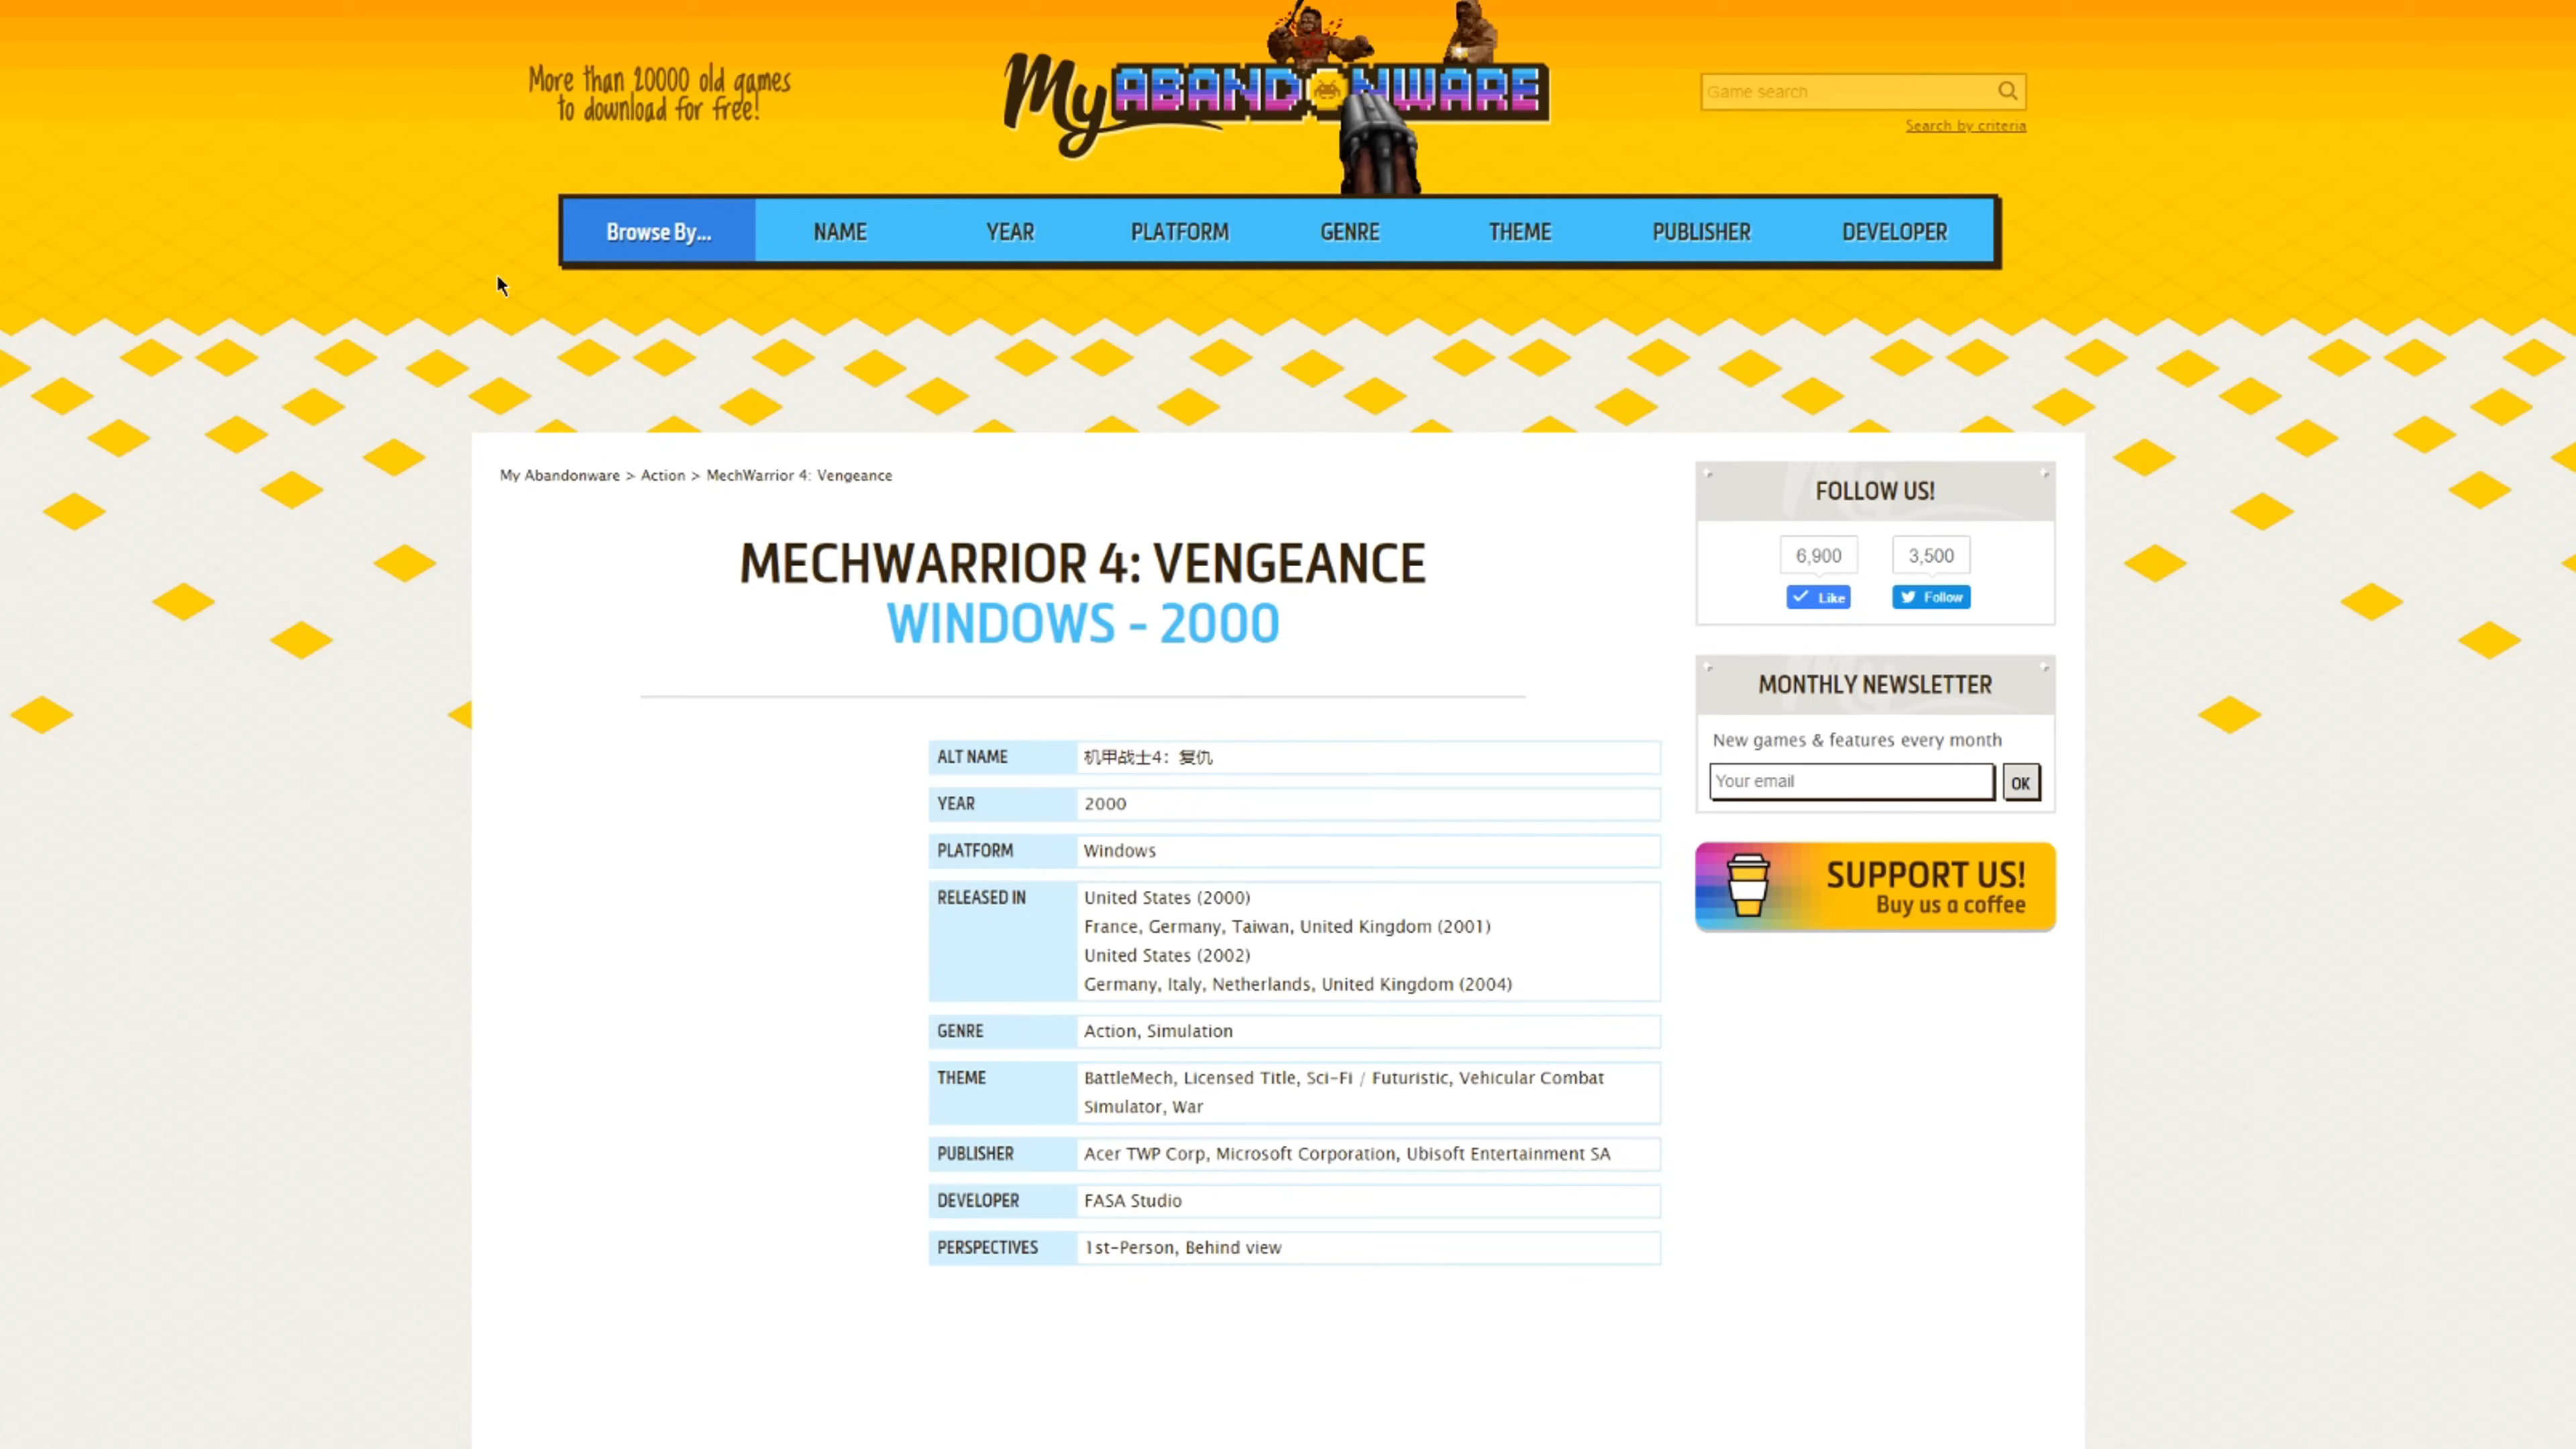 More than 20000 old games
to download for free!
My ABANDONWARE
Game search
Search by criteria
Browse By...
NAME
YEAR
PLATFORM
GENRE
THEME
PUBLISHER
DEVELOPER
My Abandonware > Action > MechWarrior 4: Vengeance
MECHWARRIOR 4: VENGEANCE
WINDOWS - 2000
ALT NAME
机甲战士4：复仇
YEAR
2000
PLATFORM
Windows
RELEASED IN
United States (2000)
France, Germany, Taiwan, United Kingdom (2001)
United States (2002)
Germany, Italy, Netherlands, United Kingdom (2004)
GENRE
Action, Simulation
THEME
BattleMech, Licensed Title, Sci-Fi / Futuristic, Vehicular Combat
Simulator, War
PUBLISHER
Acer TWP Corp, Microsoft Corporation, Ubisoft Entertainment SA
DEVELOPER
FASA Studio
PERSPECTIVES
1st-Person, Behind view
FOLLOW US!
6,900
3,500
Like
Follow
MONTHLY NEWSLETTER
New games & features every month
Your email
OK
SUPPORT US!
Buy us a coffee